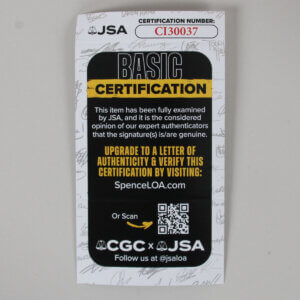 JSA
CERTIFICATION NUMBER:
CI30037
BASIC
CERTIFICATION
This item has been fully examined
by JSA, and it is the considered
opinion of our expert authenticators
that the signature(s) is/are genuine.
UPGRADE TO A LETTER OF
AUTHENTICITY & VERIFY THIS
CERTIFICATION BY VISITING:
SpenceLOA.com
Or Scan
CGC x JSA
Follow us at @jsaloa